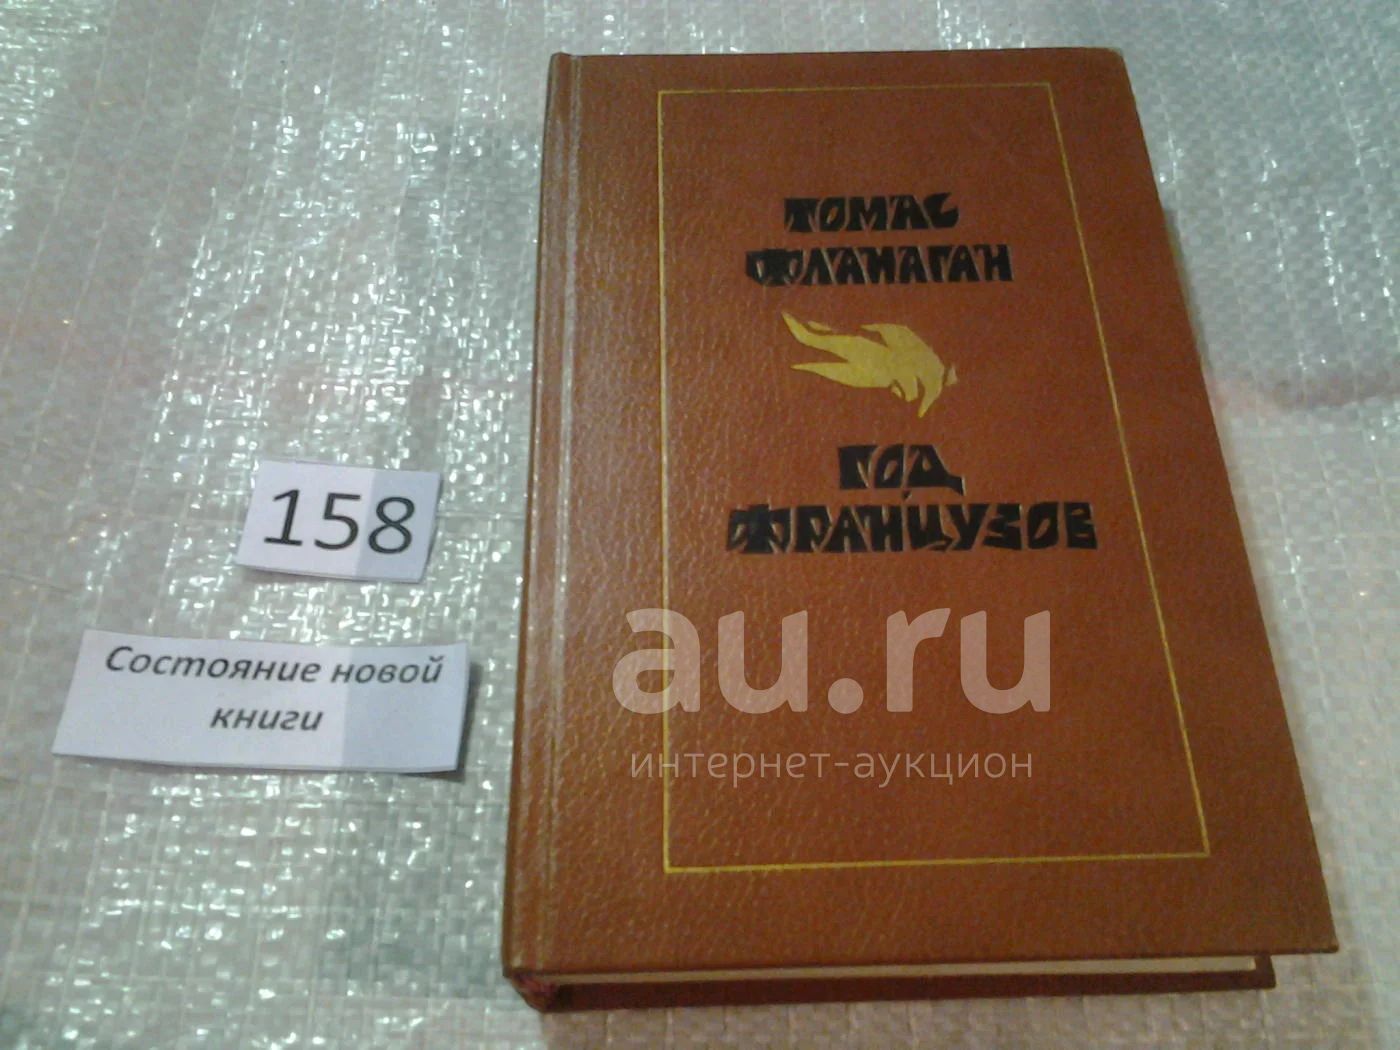 ТОМАС
ФЛАНАГАН
ГОД
ФРАНЦУЗОВ
158
Состояние новой
книги
au.ru
интернет-аукцион